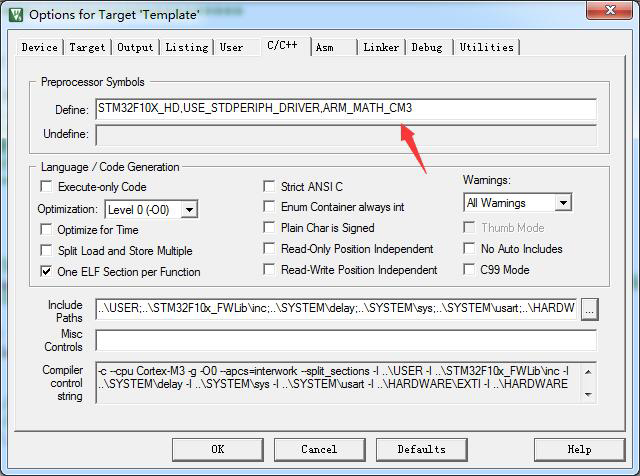 Options for Target 'Template'
Device Target Output Listing User C/C++ Asm Linker Debug Utilities
Preprocessor Symbols
Define: STM32F10X_HD,USE_STDPERIPH_DRIVER,ARM_MATH_CM3
Undefine:
Language / Code Generation
Execute-only Code
Strict ANSI C
Warnings:
Optimization: Level 0 (-O0)
Enum Container always int
All Warnings
Optimize for Time
Plain Char is Signed
Thumb Mode
Split Load and Store Multiple
Read-Only Position Independent
No Auto Includes
One ELF Section per Function
Read-Write Position Independent
C99 Mode
Include
Paths
..\USER;..\STM32F10x_FWLib\inc;..\SYSTEM\delay;..\SYSTEM\sys;..\SYSTEM\usart;..\HARDW
...
Misc
Controls
Compiler
control
string
-c --cpu Cortex-M3 -g -O0 --apcs=interwork --split_sections -I ..\USER -I ..\STM32F10x_FWLib\inc -I
..\SYSTEM\delay -I ..\SYSTEM\sys -I ..\SYSTEM\usart -I ..\HARDWARE\EXTI -I ..\HARDWARE
OK Cancel Defaults Help